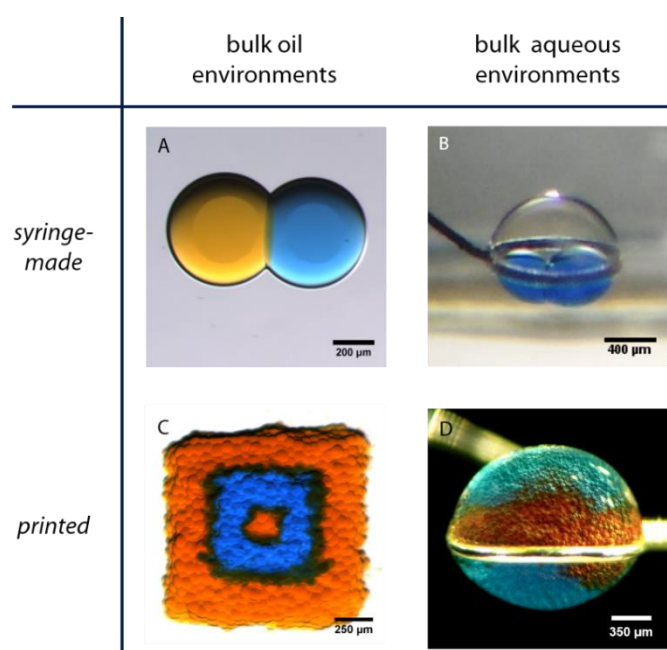 bulk oil
environments
bulk aqueous
environments
syringe-
made
A
200 µm
B
400 µm
printed
C
250 µm
D
350 µm